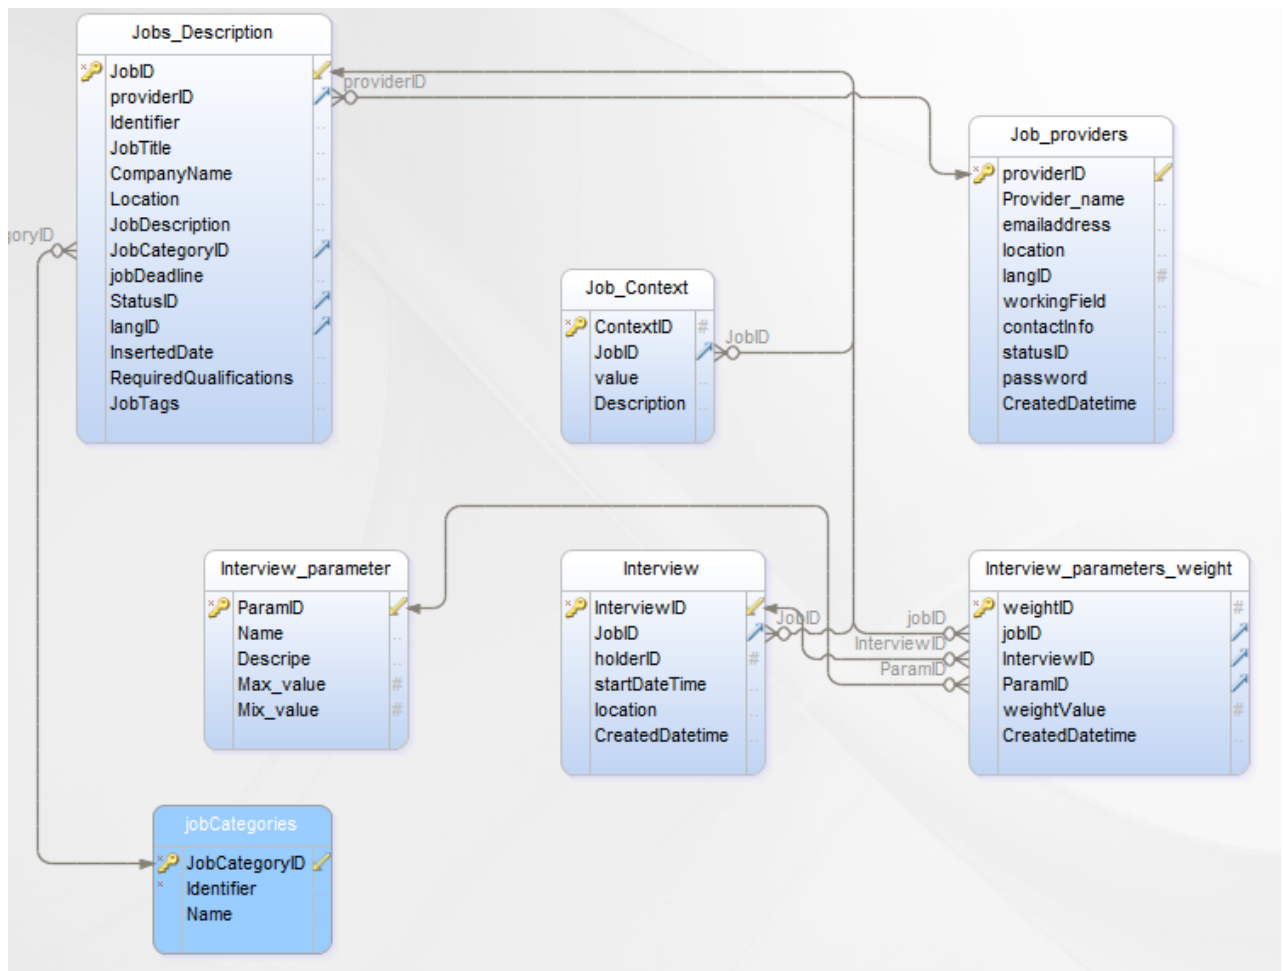 Jobs_Description
JobID
providerID
Identifier
JobTitle
CompanyName
Location
JobDescription
JobCategoryID
jobDeadline
StatusID
langID
InsertedDate
RequiredQualifications
JobTags
providerID
goryID
Job_providers
providerID
Provider_name
emailaddress
location
langID
#
workingField
contactInfo
statusID
password
CreatedDatetime
Job_Context
ContextID
#
JobID
value
Description
JobID
Interview_parameter
ParamID
Name
Descripe
Max_value
#
Mix_value
#
Interview
InterviewID
JobID
holderID
#
startDateTime
location
CreatedDatetime
JobID
jobID
InterviewID
ParamID
Interview_parameters_weight
weightID
#
jobID
InterviewID
ParamID
weightValue
#
CreatedDatetime
jobCategories
JobCategoryID
Identifier
Name